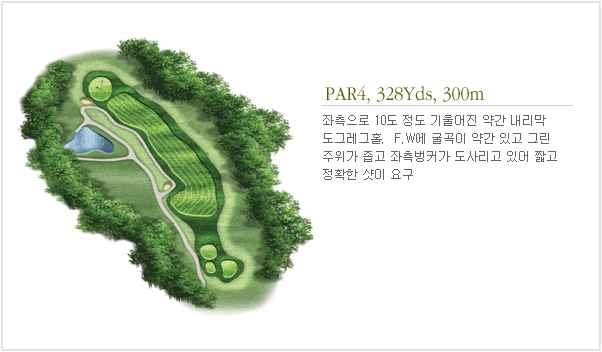 PAR4, 328Yds, 300m
좌측으로 10도 정도 기울어진 약간 내리막
도그레그홀, F.W에 굴곡이 약간 있고 그린
주위가 좁고 좌측벙커가 도사리고 있어 짧고
정확한 샷이 요구